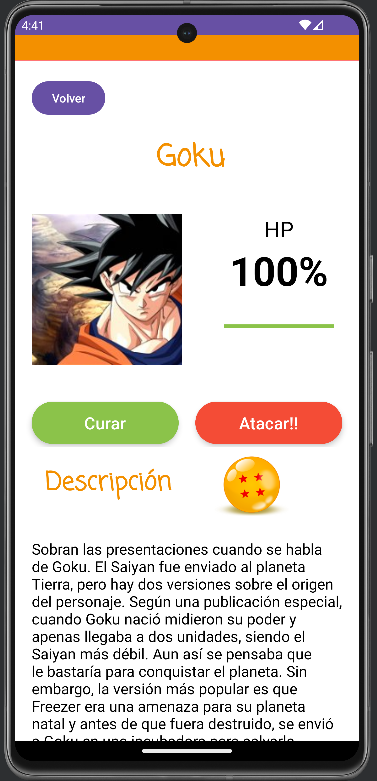 4:41
Volver
Goku
HP
100%
Curar
Atacar!!
Descripción
Sobran las presentaciones cuando se habla
de Goku. El Saiyan fue enviado al planeta
Tierra, pero hay dos versiones sobre el origen
del personaje. Según una publicación especial,
cuando Goku nació midieron su poder y
apenas llegaba a dos unidades, siendo el
Saiyan más débil. Aun así se pensaba que
le bastaría para conquistar el planeta. Sin
embargo, la versión más popular es que
Freezer era una amenaza para su planeta
natal y antes de que fuera destruido, se envió
a Goku en una incubadora para salvarle